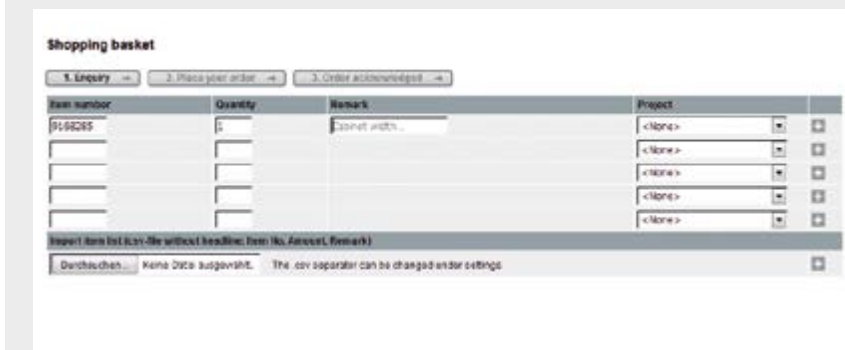 Shopping basket
1. Enquiry → 2. Place your order → 3. Order acknowledged →
Item number Quantity Remark Project
9168285 1 Cabinet width... <None>
<None>
<None>
<None>
<None>
Import item list (csv-file without headline: Item No, Amount, Remark)
Durchsuchen... Keine Datei ausgewählt. The .csv separator can be changed under settings